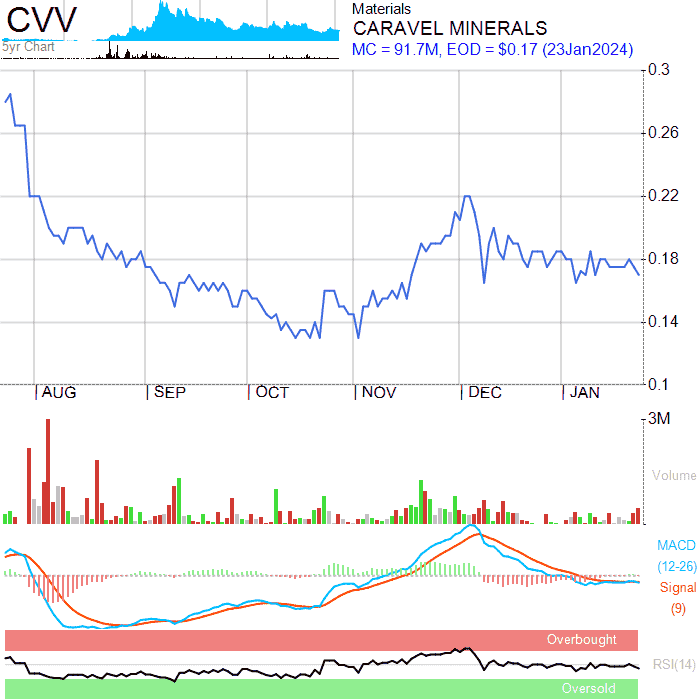 CVV
5yr Chart
Materials
CARAVEL MINERALS
MC = 91.7M, EOD = $0.17 (23Jan2024)
0.3
0.26
0.22
0.18
0.14
0.1
AUG SEP OCT NOV DEC JAN
3M
Volume
MACD
(12-26)
Signal
(9)
Overbought
RSI(14)
Oversold